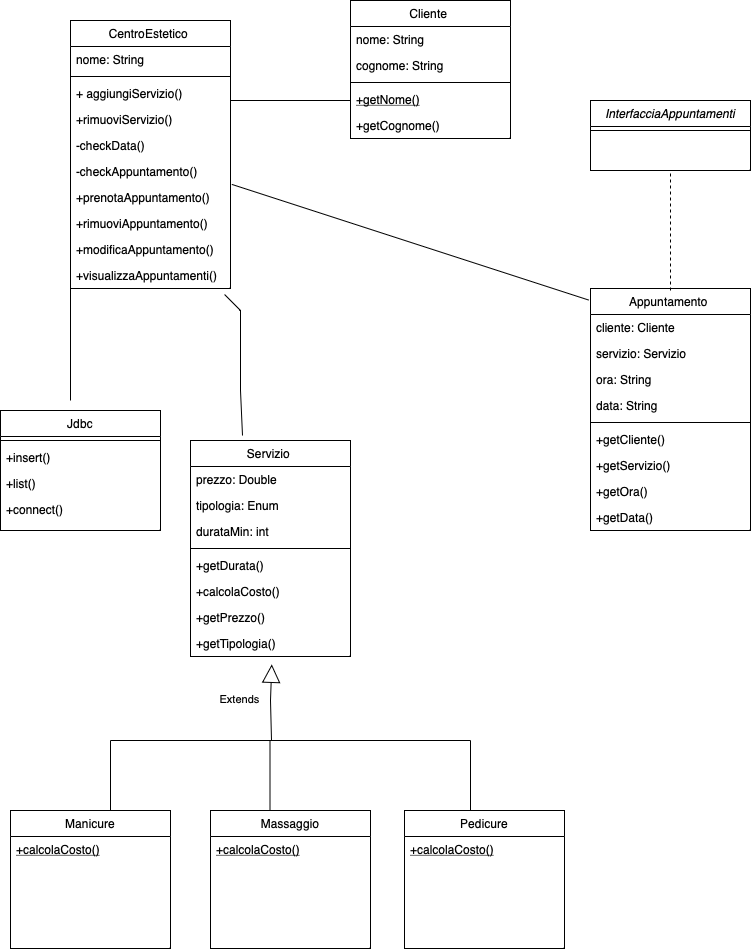 CentroEstetico
nome: String
+ aggiungiServizio()
+rimuoviServizio()
-checkData()
-checkAppuntamento()
+prenotaAppuntamento()
+rimuoviAppuntamento()
+modificaAppuntamento()
+visualizzaAppuntamenti()
Cliente
nome: String
cognome: String
+getNome()
+getCognome()
InterfacciaAppuntamenti
Appuntamento
cliente: Cliente
servizio: Servizio
ora: String
data: String
+getCliente()
+getServizio()
+getOra()
+getData()
Jdbc
+insert()
+list()
+connect()
Servizio
prezzo: Double
tipologia: Enum
durataMin: int
+getDurata()
+calcolaCosto()
+getPrezzo()
+getTipologia()
Extends
Manicure
+calcolaCosto()
Massaggio
+calcolaCosto()
Pedicure
+calcolaCosto()